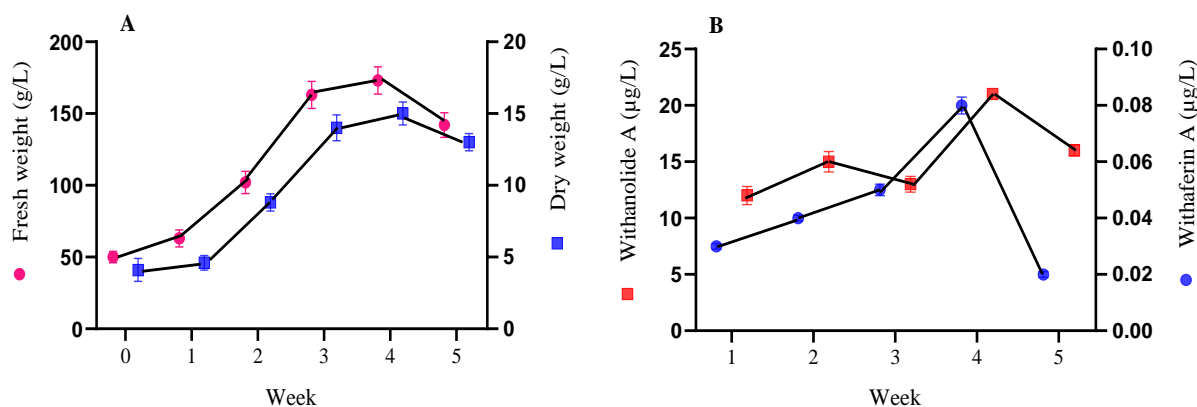 A
Fresh weight (g/L)
200
150
100
50
0
20
15
10
5
0
Dry weight (g/L)
0 1 2 3 4 5
Week
B
Withanolide A (µg/L)
25
20
15
10
5
0
0.10
0.08
0.06
0.04
0.02
0.00
Withaferin A (µg/L)
1 2 3 4 5
Week